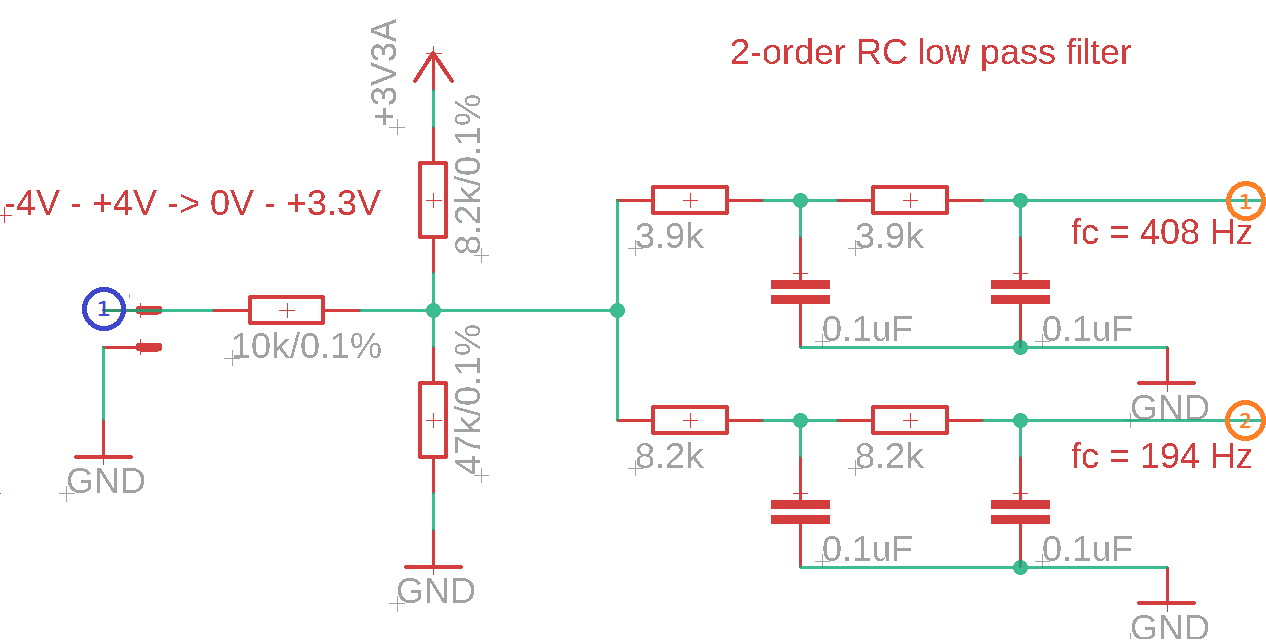 2-order RC low pass filter
+3V3A
8.2k/0.1%
-4V - +4V -> 0V - +3.3V
1
10k/0.1%
47k/0.1%
GND
GND
3.9k
3.9k
1
fc = 408 Hz
0.1uF
0.1uF
GND
8.2k
8.2k
2
fc = 194 Hz
0.1uF
0.1uF
GND